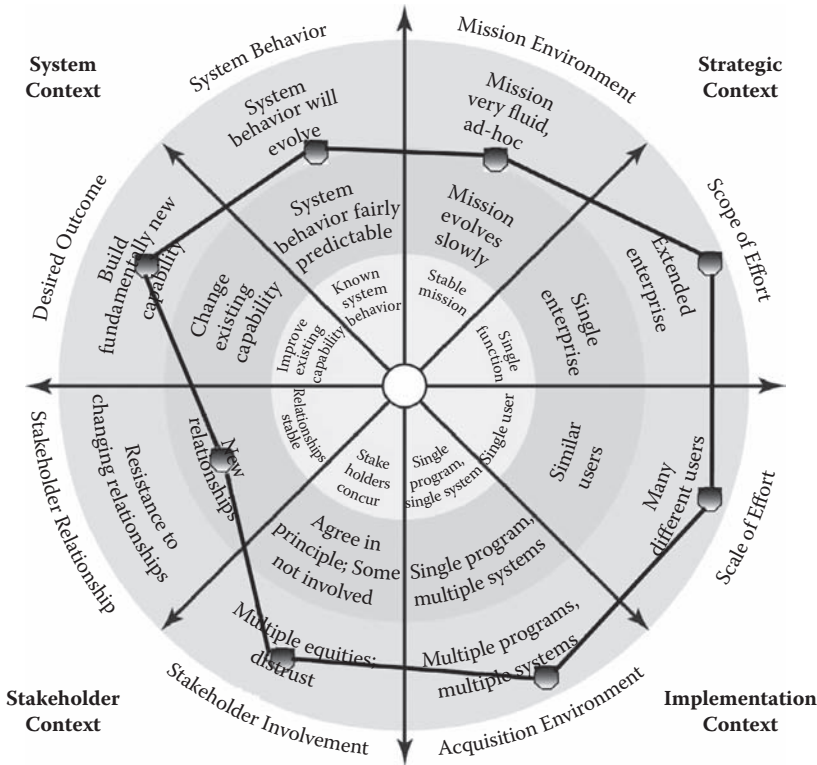 System
Context
System Behavior
Mission Environment
Strategic
Context
System
behavior will
evolve
Mission
very fluid,
ad-hoc
Desired Outcome
Build
fundamentally new
capability
Change
existing
capability
System
behavior fairly
predictable
Mission
evolves
slowly
Single
enterprise
Extended
enterprise
Scope of Effort
Improve
existing
capability
Known
system
behavior
Stable
mission
Single
function
Stakeholder Relationship
Resistance to
changing relationships
New
relationships
Relationships
stable
Stake
holders
concur
Single
program,
single system
Single user
Similar
users
Many
different users
Scale of Effort
Agree in
principle; Some
not involved
Single program,
multiple systems
Multiple equities;
distrust
Multiple programs,
multiple systems
Stakeholder
Context
Stakeholder Involvement
Acquisition Environment
Implementation
Context